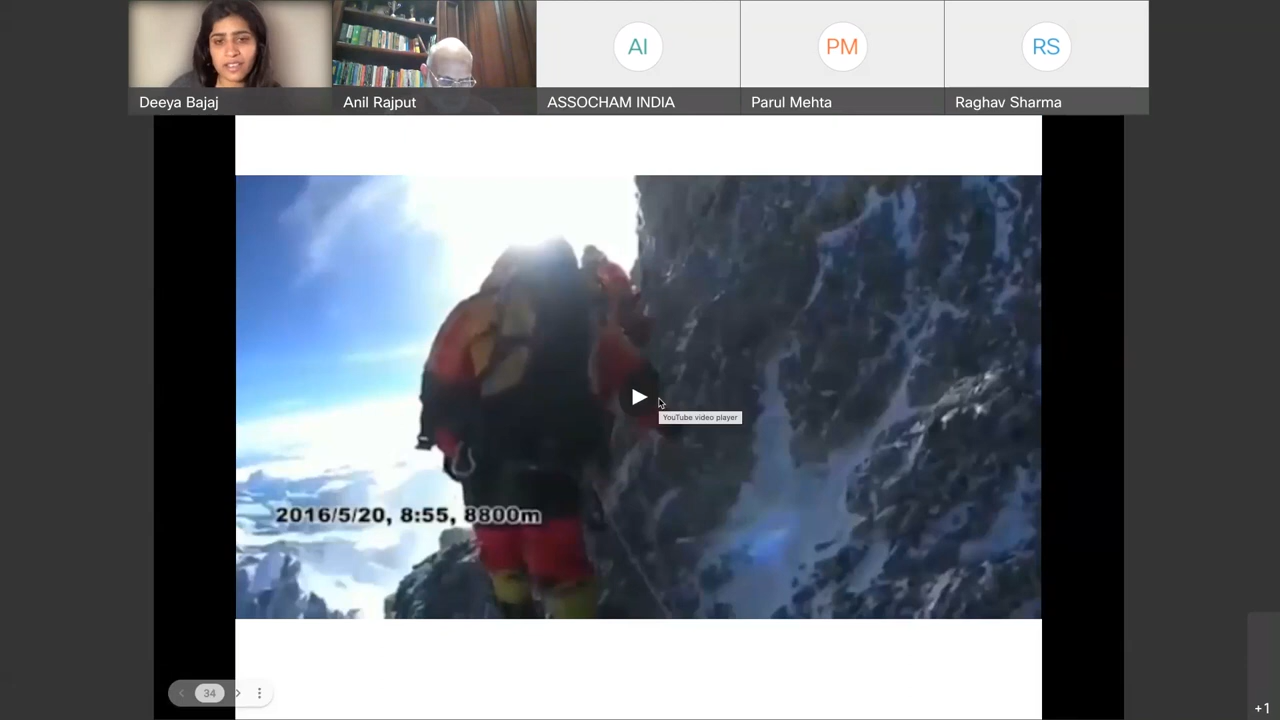 AI
PM
RS
Deeya Bajaj
Anil Rajput
ASSOCHAM INDIA
Parul Mehta
Raghav Sharma
YouTube video player
2016/5/20, 8:55, 8800m
34
+1